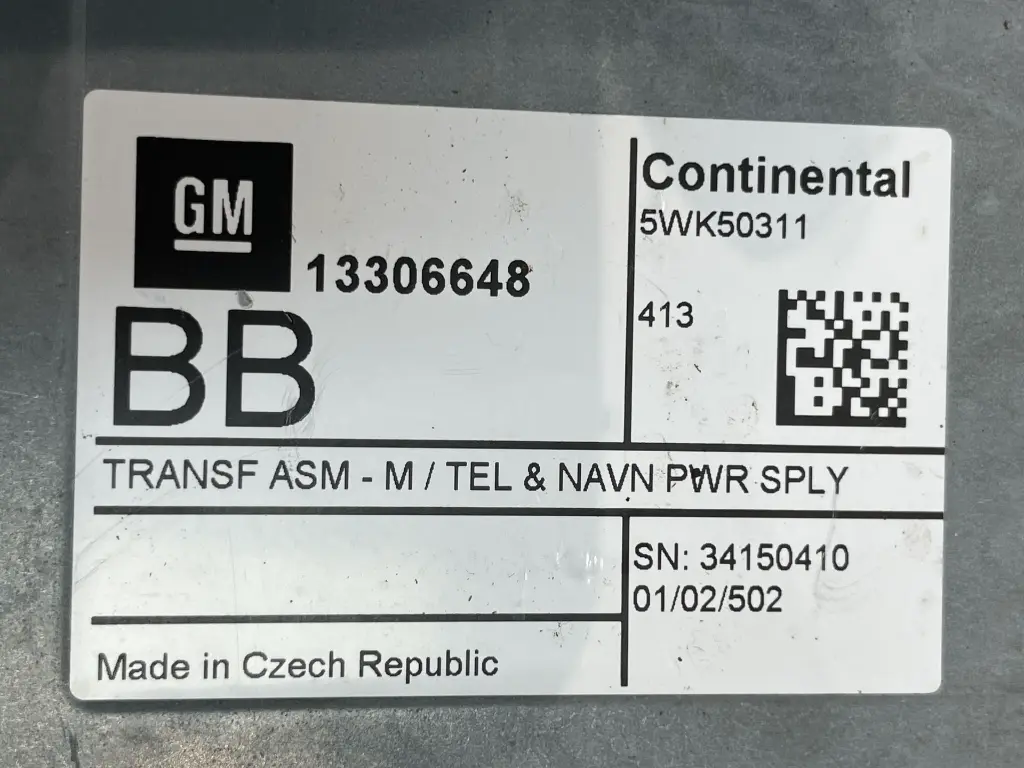 GM
13306648
BB
Continental
5WK50311
413
TRANSF ASM - M / TEL & NAVN PWR SPLY
SN: 34150410
01/02/502
Made in Czech Republic